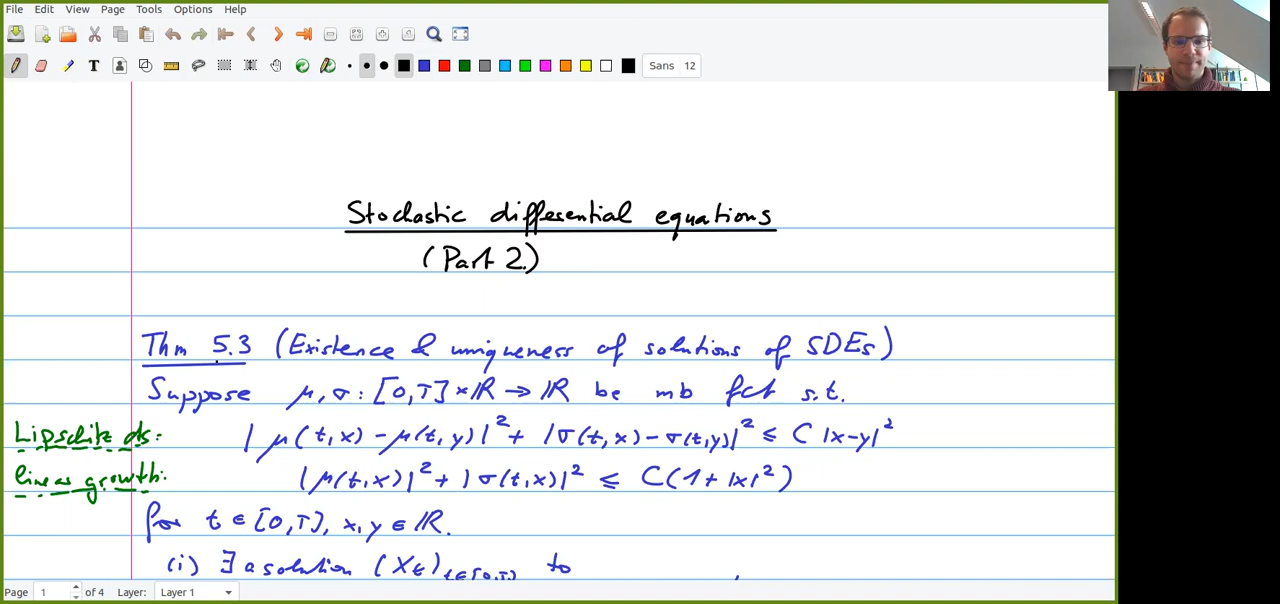 File Edit View Page Tools Options Help
Sans 12
Stochastic differential equations
(Part 2)
Thm 5.3 (Existence & uniqueness of solutions of SDEs)
Suppose μ, σ : [0,T] × ℝ → ℝ be mb fct s.t.
Lipschitz cts: |μ(t,x) - μ(t,y)|² + |σ(t,x) - σ(t,y)|² ≤ C |x-y|²
linear growth: |μ(t,x)|² + |σ(t,x)|² ≤ C(1 + |x|²)
for t ∈ [0,T], x, y ∈ ℝ.
(i) ∃ a solution (X_t)_{t∈[0,T]} to
Page 1 of 4 Layer: Layer 1